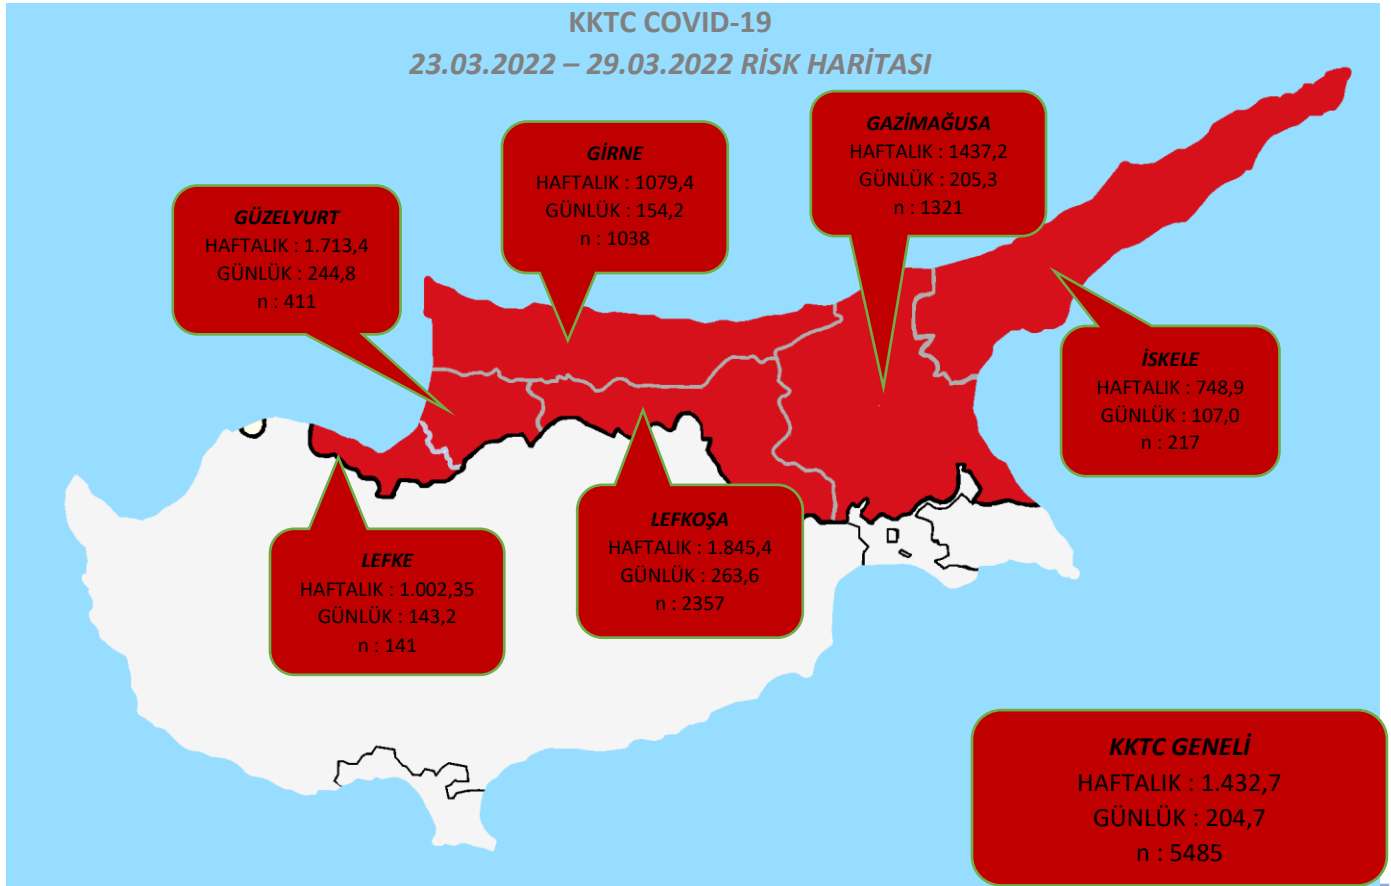 KKTC COVID-19
23.03.2022 – 29.03.2022 RİSK HARİTASI
GAZİMAĞUSA
HAFTALIK : 1437,2
GÜNLÜK : 205,3
n : 1321
GİRNE
HAFTALIK : 1079,4
GÜNLÜK : 154,2
n : 1038
GÜZELYURT
HAFTALIK : 1.713,4
GÜNLÜK : 244,8
n : 411
İSKELE
HAFTALIK : 748,9
GÜNLÜK : 107,0
n : 217
LEFKOŞA
HAFTALIK : 1.845,4
GÜNLÜK : 263,6
n : 2357
LEFKE
HAFTALIK : 1.002,35
GÜNLÜK : 143,2
n : 141
KKTC GENELİ
HAFTALIK : 1.432,7
GÜNLÜK : 204,7
n : 5485